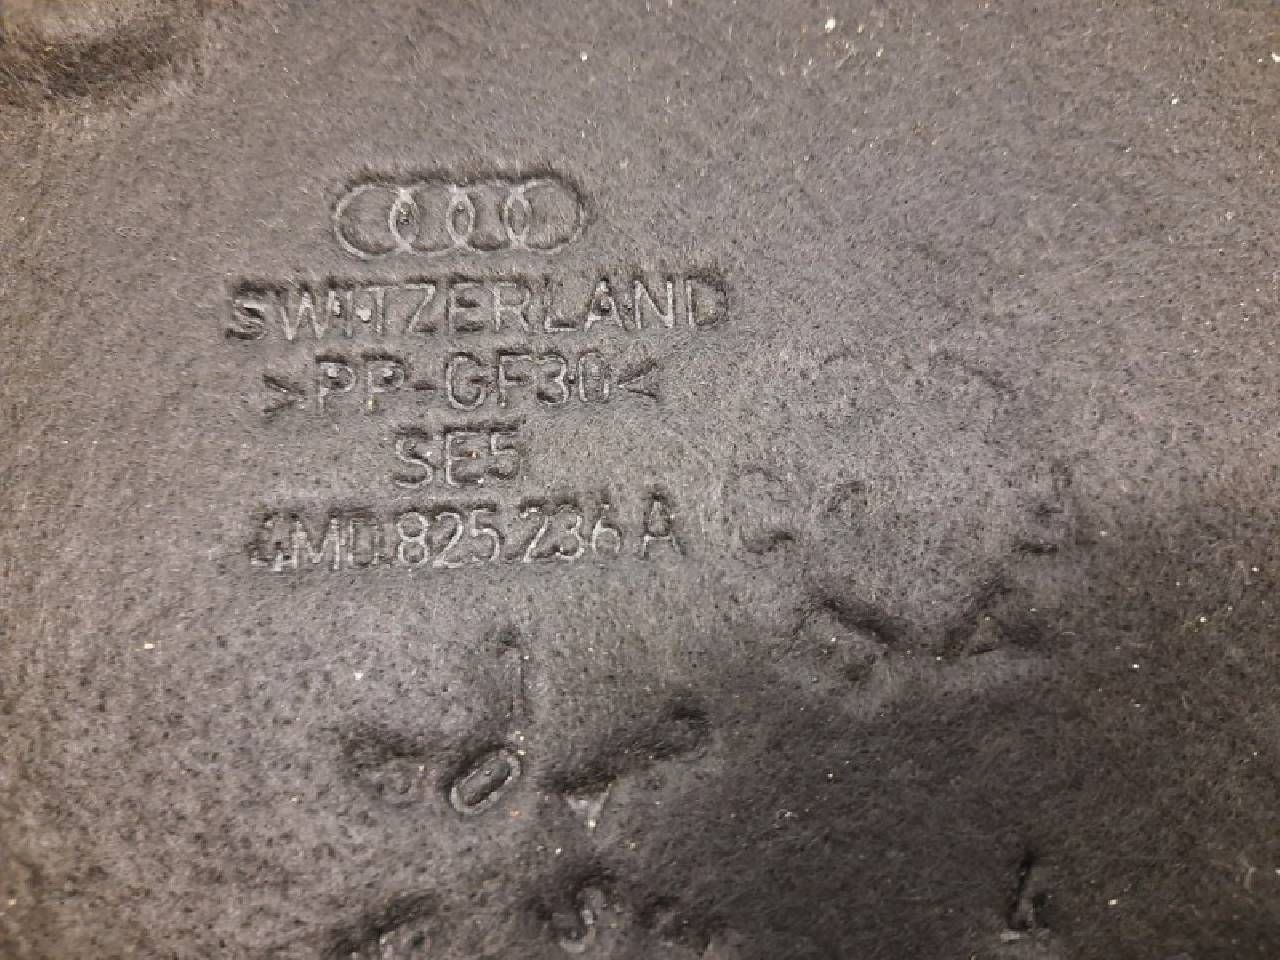 SWITZERLAND
>PP-GF30<
SE5
4M0.825.236 A